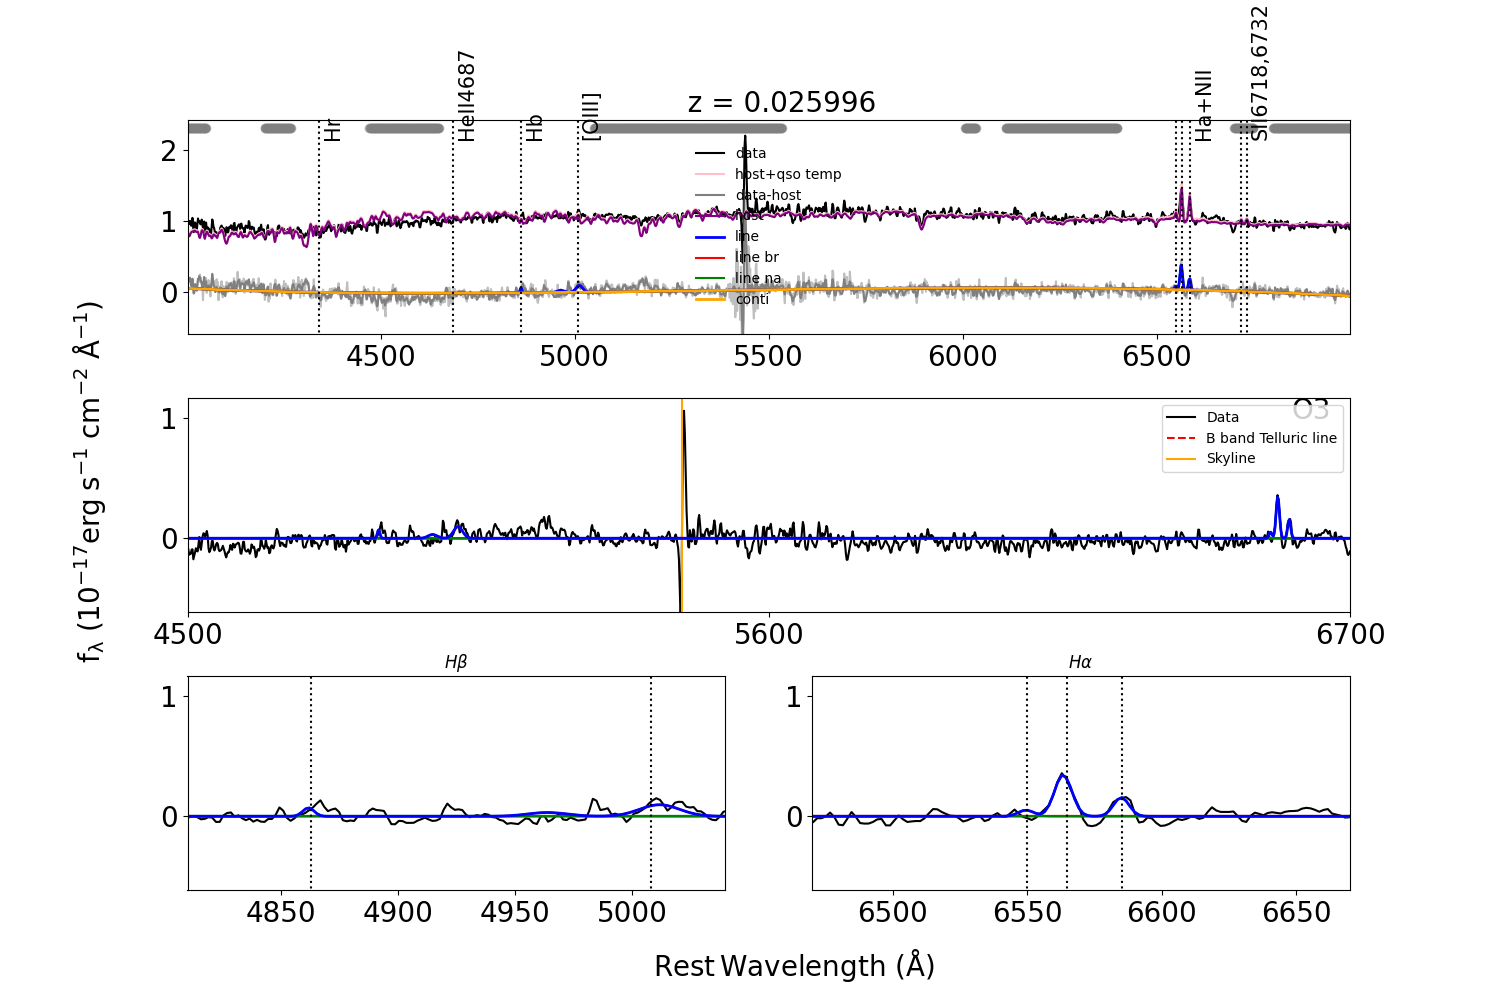 z = 0.025996
Hr
HeII4687
Hb
[OIII]
Ha+NII
SII6718,6732
data
host+qso temp
data-host
host
line
line br
line na
conti
2
1
0
4500
5000
5500
6000
6500
O3
Data
B band Telluric line
Skyline
1
0
4500
5600
6700
fλ (10⁻¹⁷erg s⁻¹ cm⁻² Å⁻¹)
Hβ
1
0
4850
4900
4950
5000
Hα
1
0
6500
6550
6600
6650
Rest Wavelength (Å)